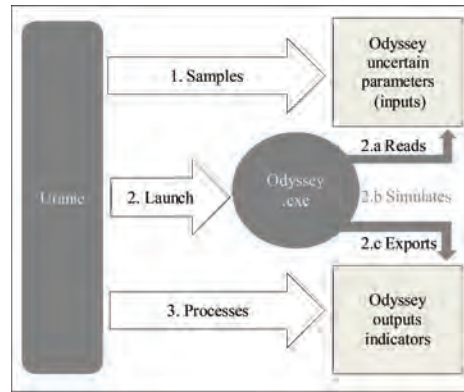 Odyssey
uncertain
parameters
(inputs)
1. Samples
2.a Reads
Uranie
2. Launch
Odyssey
.exe
2.b Simulates
2.c Exports
3. Processes
Odyssey
outputs
indicators